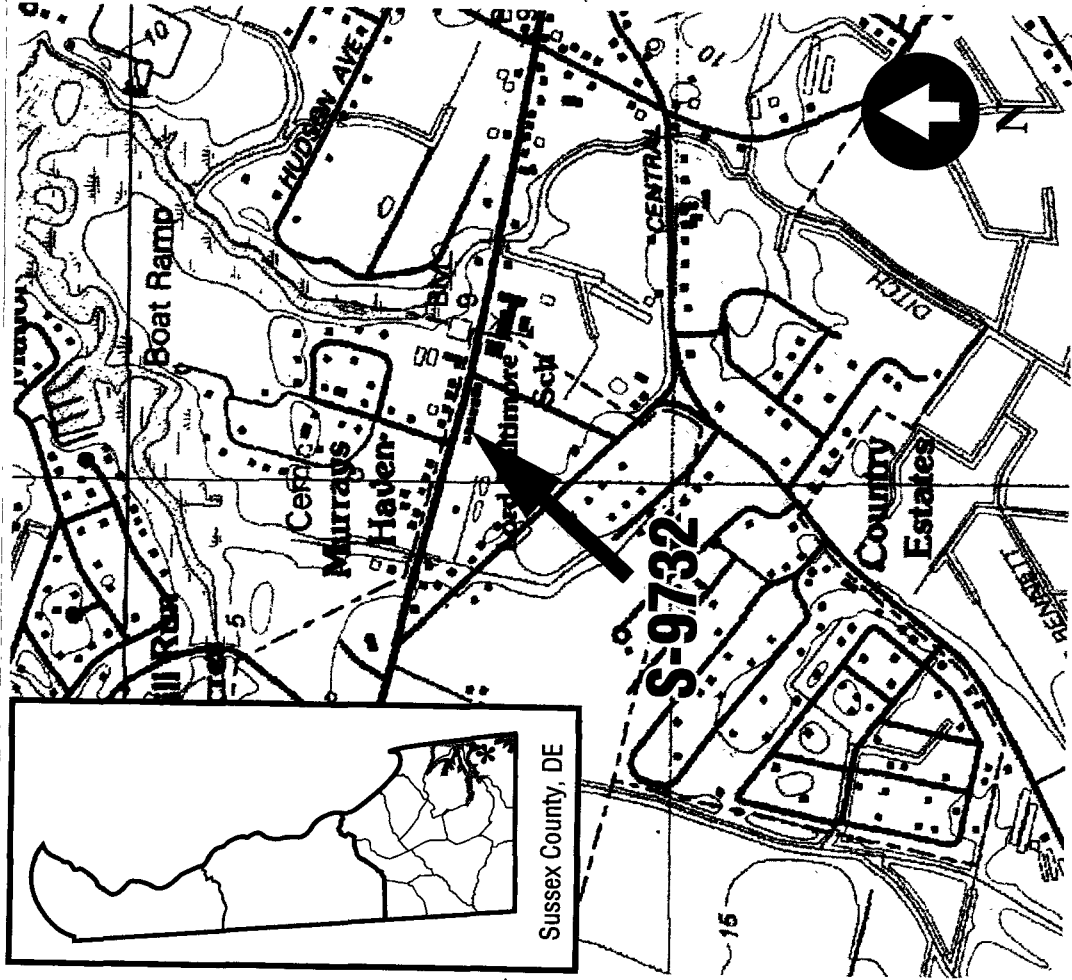 10
HUDSON AVE
10
CENTRAL
N
Boat Ramp
BM
9
DITCH
Sch
Cem
Murrays
Haven
Country
Estates
S-9732
5
15
Sussex County, DE